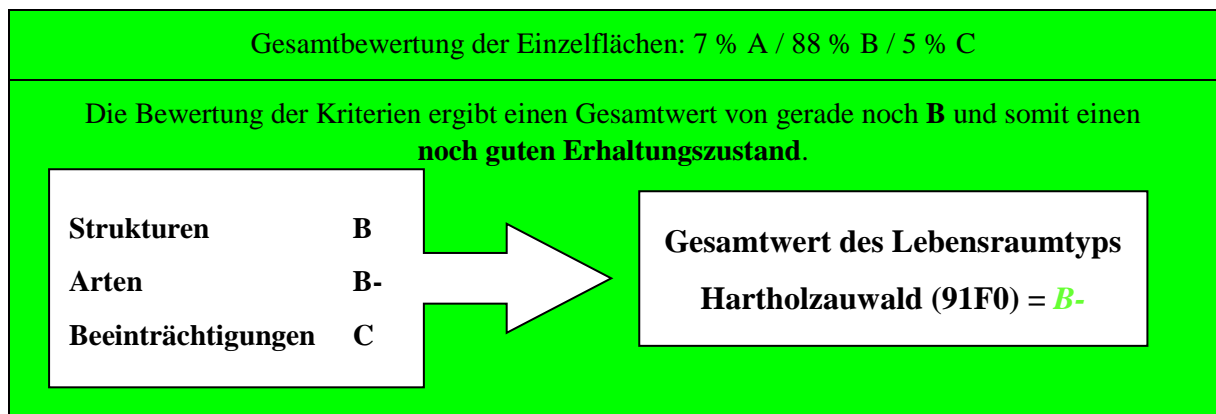 Gesamtbewertung der Einzelflächen: 7 % A / 88 % B / 5 % C
Die Bewertung der Kriterien ergibt einen Gesamtwert von gerade noch B und somit einen
noch guten Erhaltungszustand.
Strukturen B
Arten B-
Beeinträchtigungen C
Gesamtwert des Lebensraumtyps
Hartholzauwald (91F0) = B-